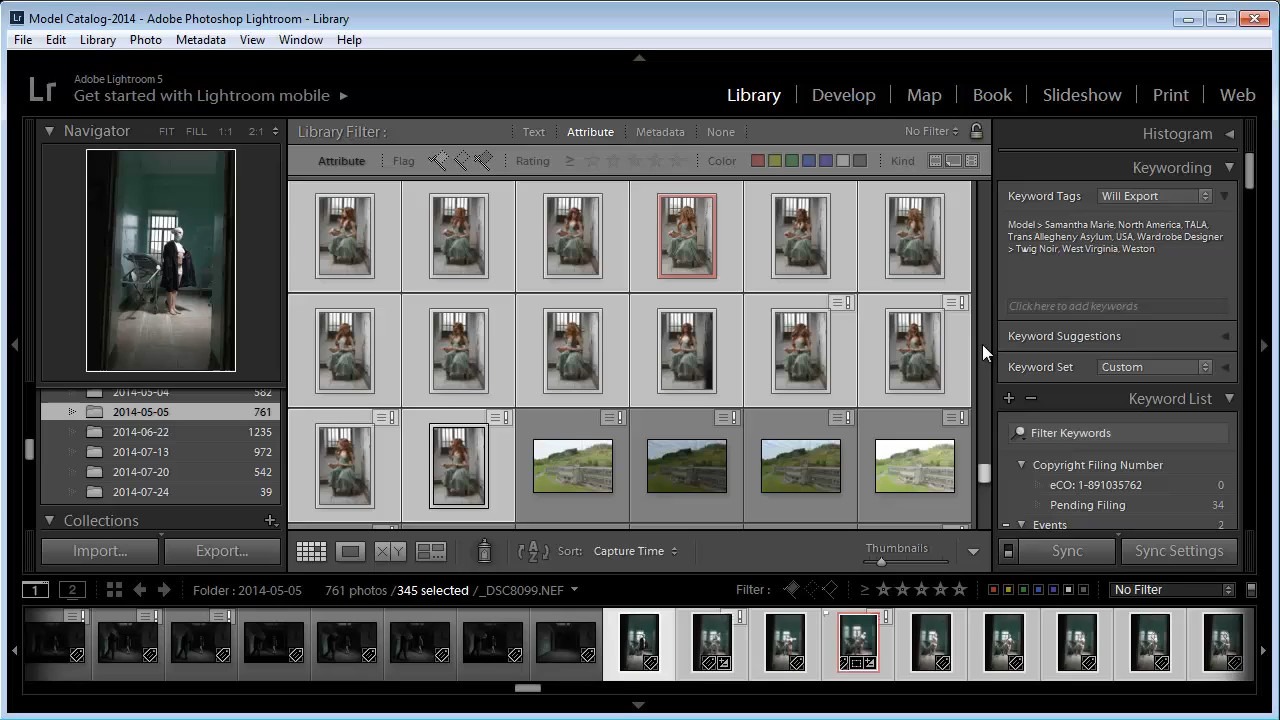 Lr Model Catalog-2014 - Adobe Photoshop Lightroom - Library
File Edit Library Photo Metadata View Window Help
Lr Adobe Lightroom 5
Get started with Lightroom mobile
Library | Develop | Map | Book | Slideshow | Print | Web
Navigator FIT FILL 1:1 2:1
Library Filter : Text Attribute Metadata None No Filter
Histogram
Attribute Flag Rating ≥ Color Kind
Keywording
Keyword Tags Will Export
Model > Samantha Marie, North America, TALA,
Trans Allegheny Asylum, USA, Wardrobe Designer
> Twig Noir, West Virginia, Weston
Click here to add keywords
Keyword Suggestions
Keyword Set Custom
Keyword List
Filter Keywords
Copyright Filing Number
eCO: 1-891035762 0
Pending Filing 34
Events 2
2014-05-04 582
2014-05-05 761
2014-06-22 1235
2014-07-13 972
2014-07-20 542
2014-07-24 39
Collections
Import... Export...
XY AZ Sort: Capture Time Thumbnails
Sync Sync Settings
1 2 Folder : 2014-05-05 761 photos / 345 selected / _DSC8099.NEF Filter : ≥ No Filter